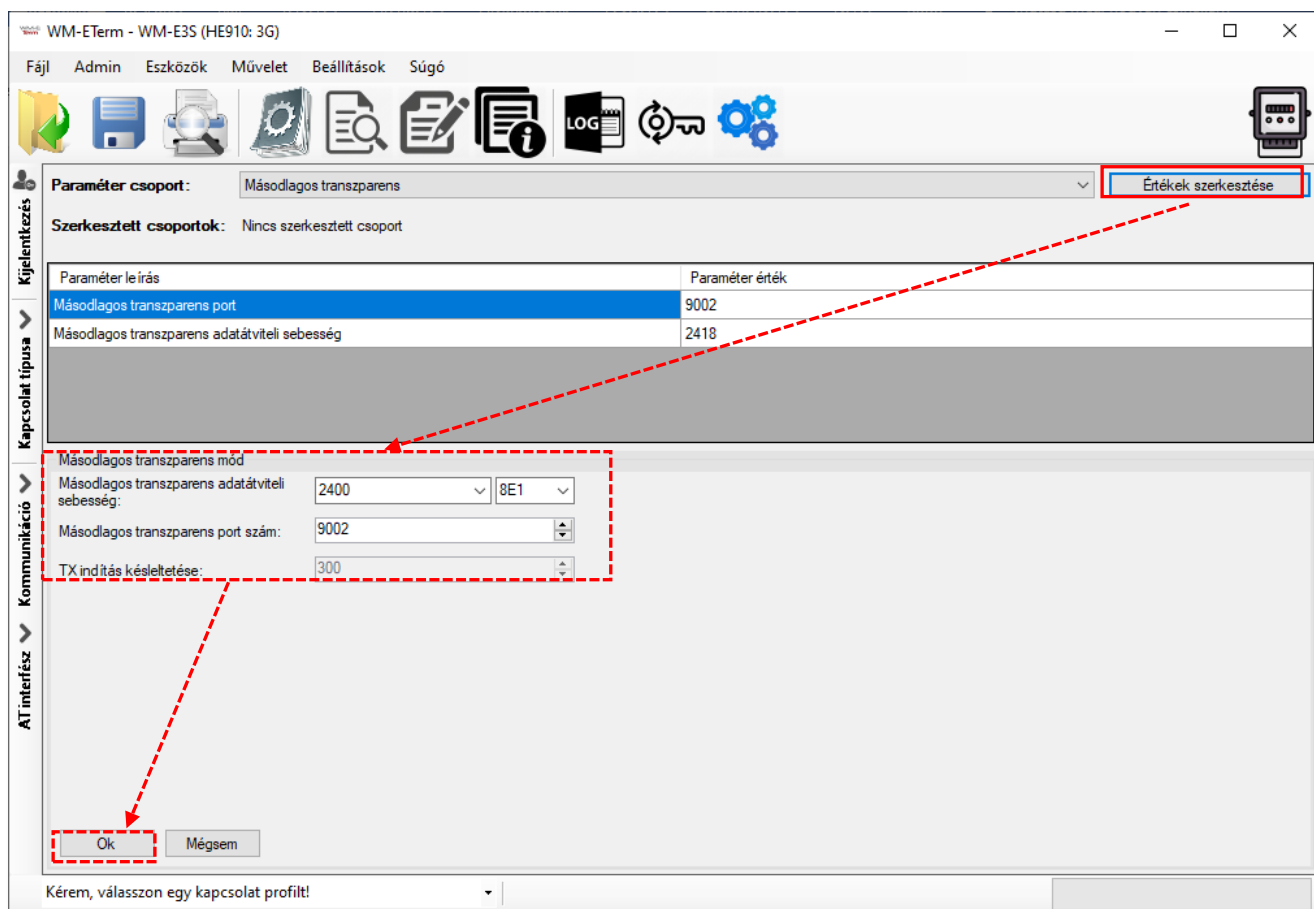 WM-ETerm - WM-E3S (HE910: 3G)
Fájl Admin Eszközök Művelet Beállítások Súgó
LOG
Paraméter csoport: Másodlagos transzparens Értékek szerkesztése
Szerkesztett csoportok: Nincs szerkesztett csoport
Kijelentkezés
Kapcsolat típusa
Kommunikáció
AT interfész
Paraméter leírás Paraméter érték
Másodlagos transzparens port 9002
Másodlagos transzparens adatátviteli sebesség 2418
Másodlagos transzparens mód
Másodlagos transzparens adatátviteli
sebesség: 2400 8E1
Másodlagos transzparens port szám: 9002
TX indítás késleltetése: 300
Ok Mégsem
Kérem, válasszon egy kapcsolat profilt!